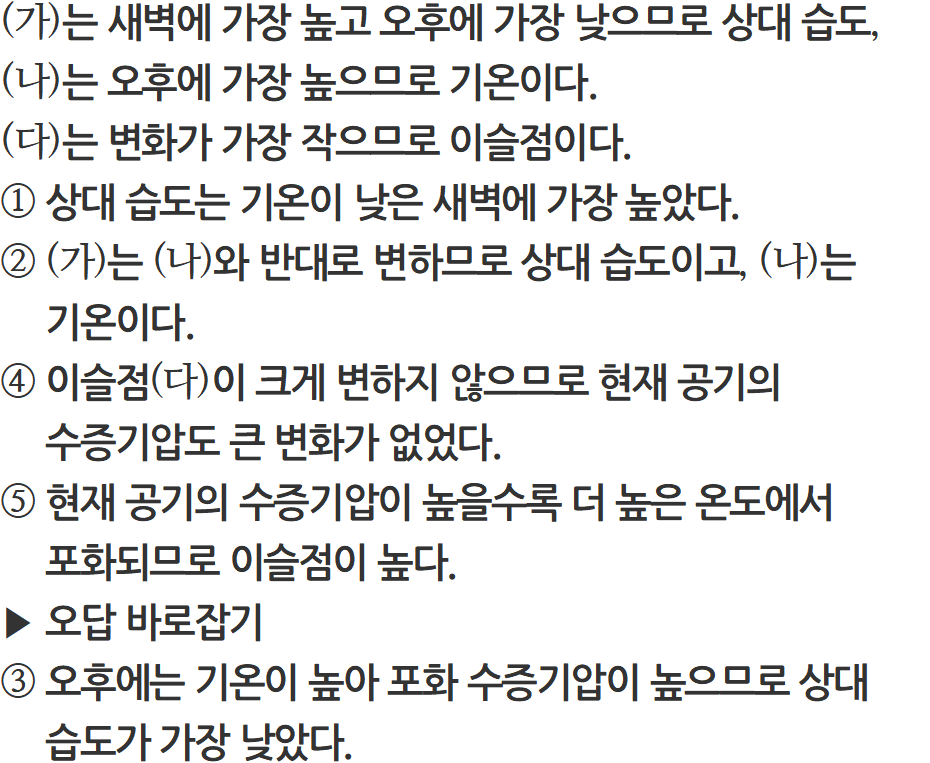 (가)는 새벽에 가장 높고 오후에 가장 낮으므로 상대 습도,
(나)는 오후에 가장 높으므로 기온이다.
(다)는 변화가 가장 작으므로 이슬점이다.
① 상대 습도는 기온이 낮은 새벽에 가장 높았다.
② (가)는 (나)와 반대로 변하므로 상대 습도이고, (나)는
기온이다.
④ 이슬점(다)이 크게 변하지 않으므로 현재 공기의
수증기압도 큰 변화가 없었다.
⑤ 현재 공기의 수증기압이 높을수록 더 높은 온도에서
포화되므로 이슬점이 높다.
▶ 오답 바로잡기
③ 오후에는 기온이 높아 포화 수증기압이 높으므로 상대
습도가 가장 낮았다.